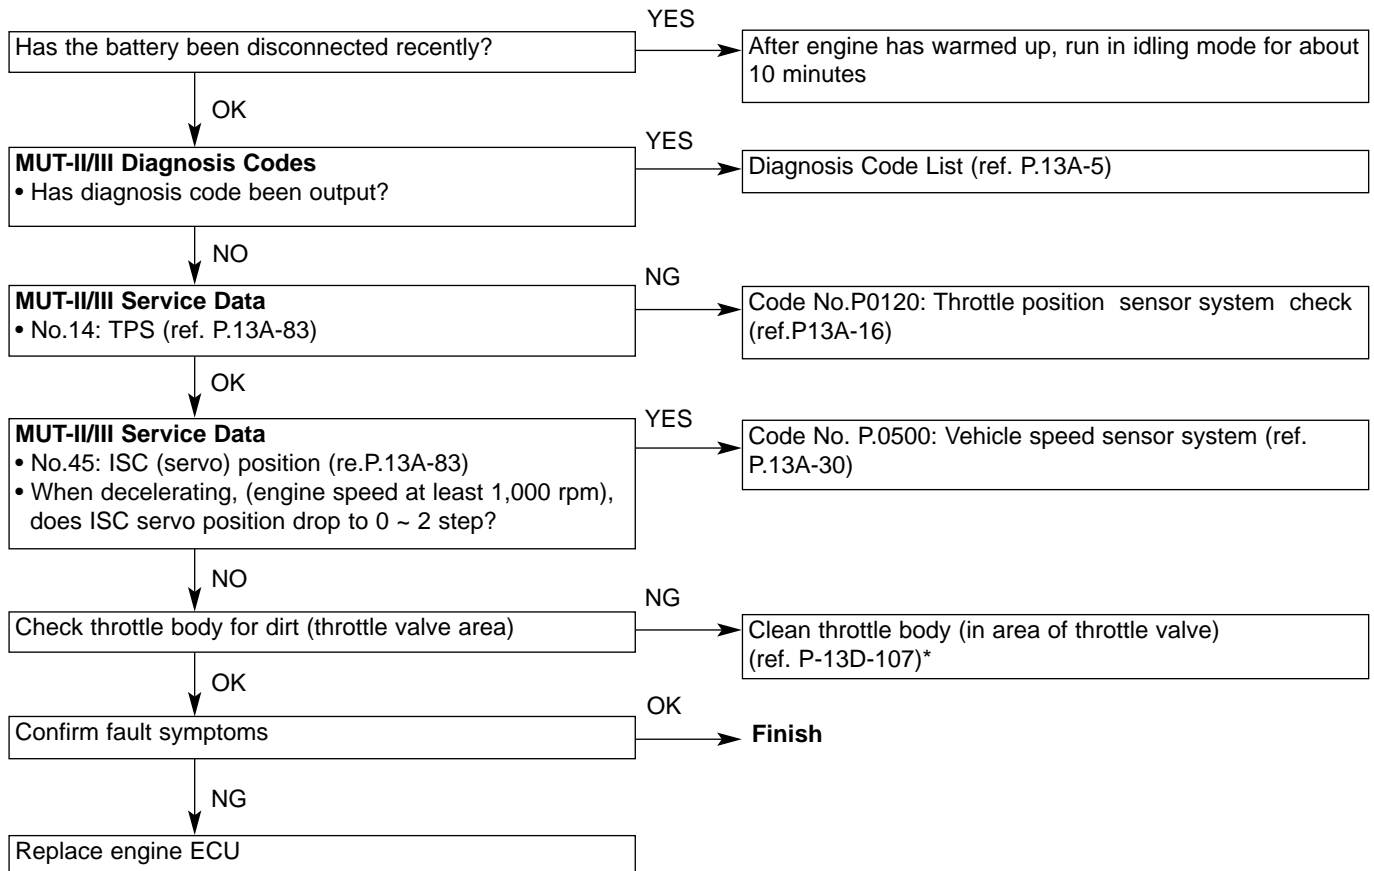 YES
Has the battery been disconnected recently?
After engine has warmed up, run in idling mode for about
10 minutes
OK
YES
MUT-II/III Diagnosis Codes
• Has diagnosis code been output?
Diagnosis Code List (ref. P.13A-5)
NO
NG
MUT-II/III Service Data
• No.14: TPS (ref. P.13A-83)
Code No.P0120: Throttle position sensor system check
(ref.P13A-16)
OK
YES
MUT-II/III Service Data
• No.45: ISC (servo) position (re.P.13A-83)
• When decelerating, (engine speed at least 1,000 rpm),
does ISC servo position drop to 0 ~ 2 step?
Code No. P.0500: Vehicle speed sensor system (ref.
P.13A-30)
NO
NG
Check throttle body for dirt (throttle valve area)
Clean throttle body (in area of throttle valve)
(ref. P-13D-107)*
OK
OK
Confirm fault symptoms
Finish
NG
Replace engine ECU